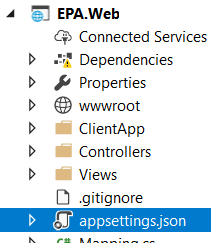 EPA.Web
Connected Services
Dependencies
Properties
wwwroot
ClientApp
Controllers
Views
.gitignore
appsettings.json